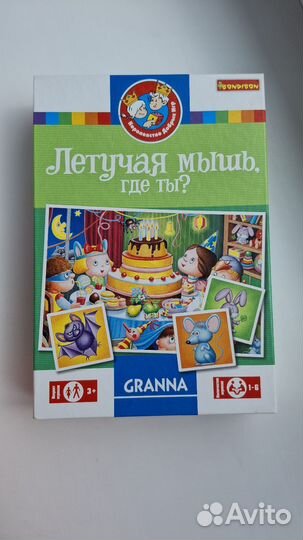 BONDIBON
Королевство Добрых Игр
Летучая мышь,
где ты?
3+
GRANNA
1-6
Avito